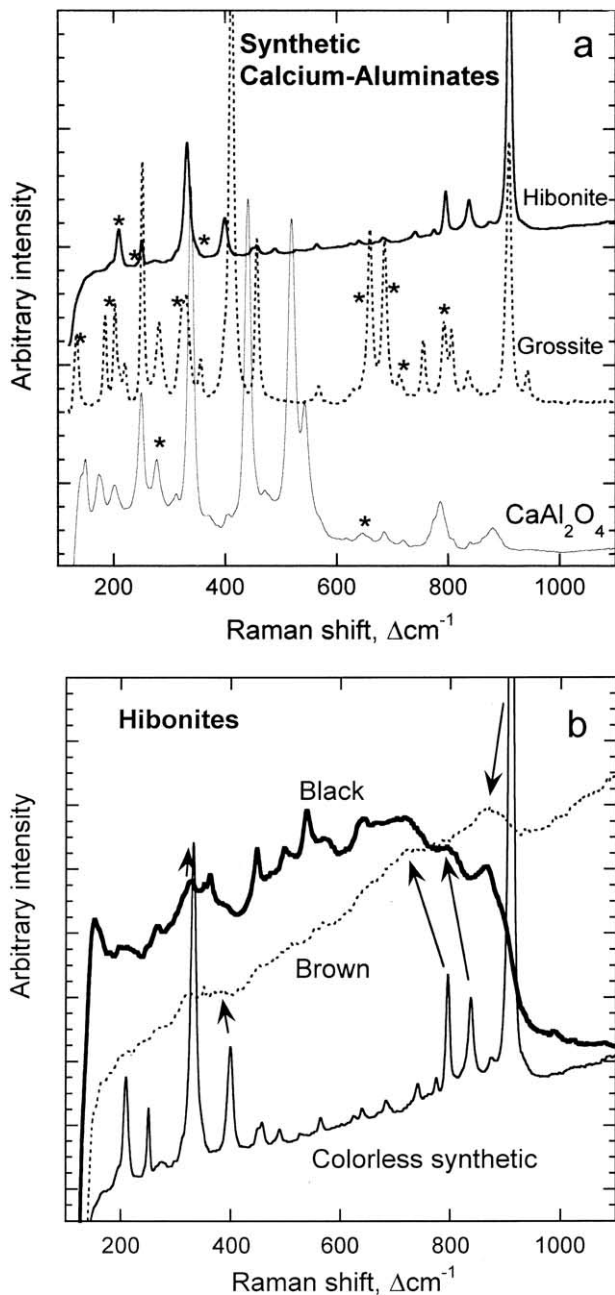 Synthetic
Calcium-Aluminates
a
*
*
*
Hibonite
*
*
*
*
*
*
*
Grossite
*
*
CaAl₂O₄
Arbitrary intensity
200 400 600 800 1000
Raman shift, Δcm⁻¹
Hibonites
b
Black
Brown
Colorless synthetic
Arbitrary intensity
200 400 600 800 1000
Raman shift, Δcm⁻¹